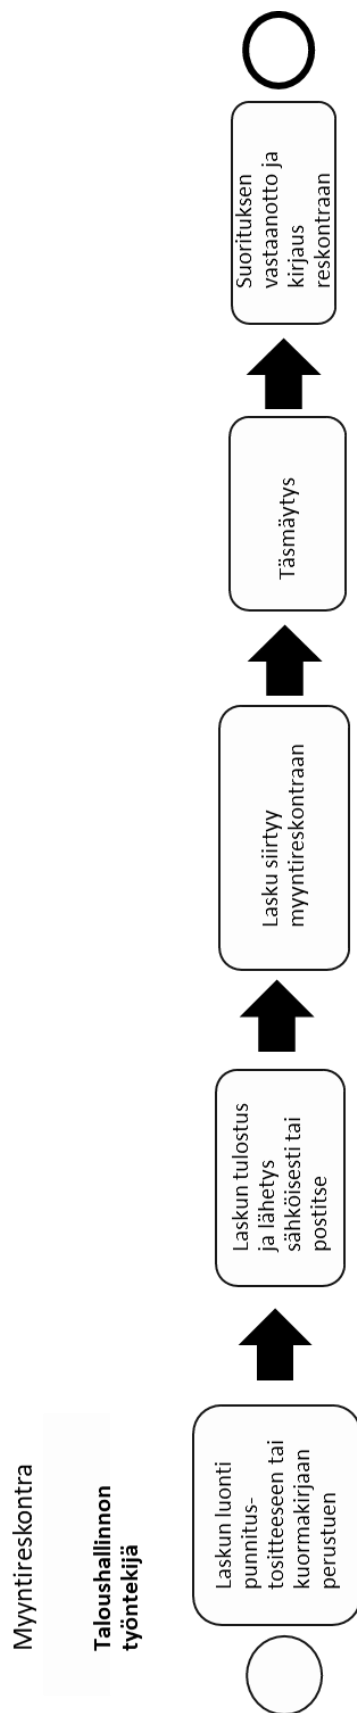 Myyntireskontra
Taloushallinnon
työntekijä
Laskun luonti
punnitus-
tositteeseen tai
kuormakirjaan
perustuen
Laskun tulostus
ja lähetys
sähköisesti tai
postitse
Lasku siirtyy
myyntireskontraan
Täsmäytys
Suorituksen
vastaanotto ja
kirjaus
reskontraan